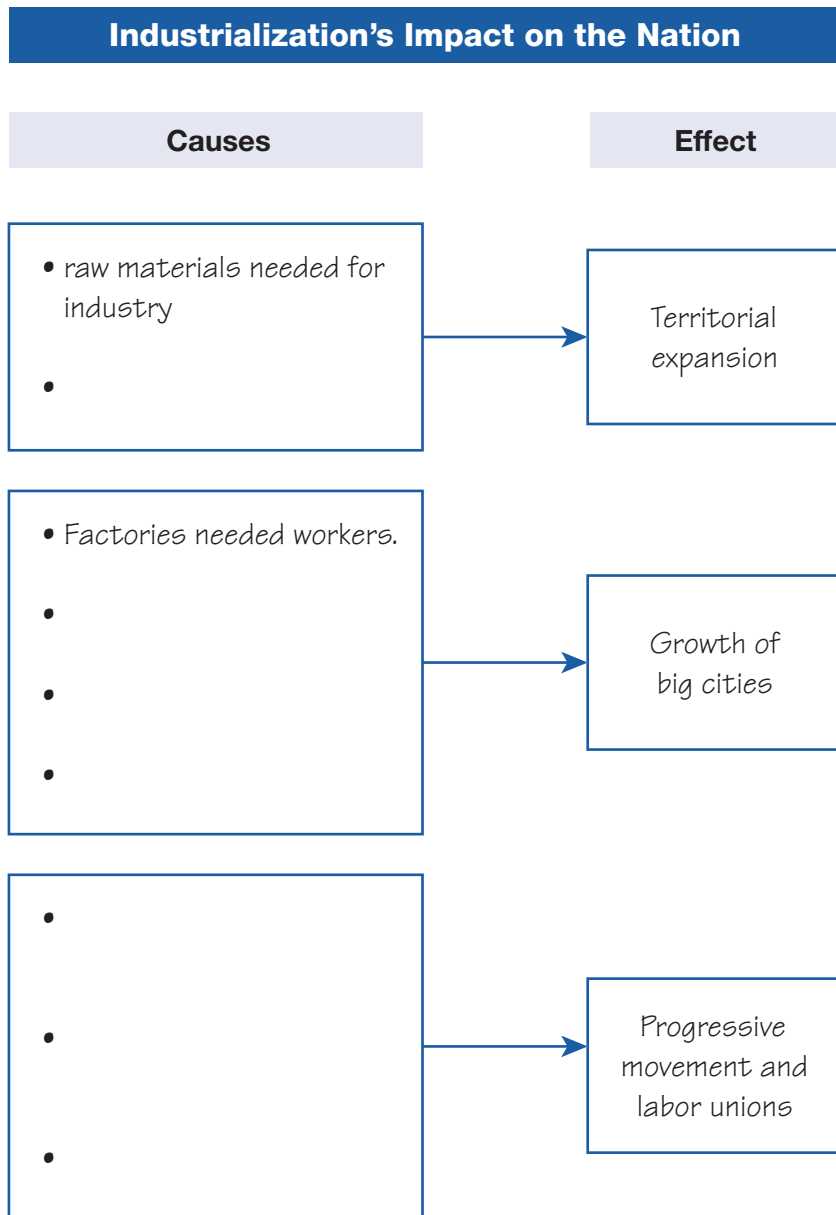 Industrialization’s Impact on the Nation
Causes
Effect
• raw materials needed for
industry
•
Territorial
expansion
• Factories needed workers.
•
•
•
Growth of
big cities
•
•
•
Progressive
movement and
labor unions